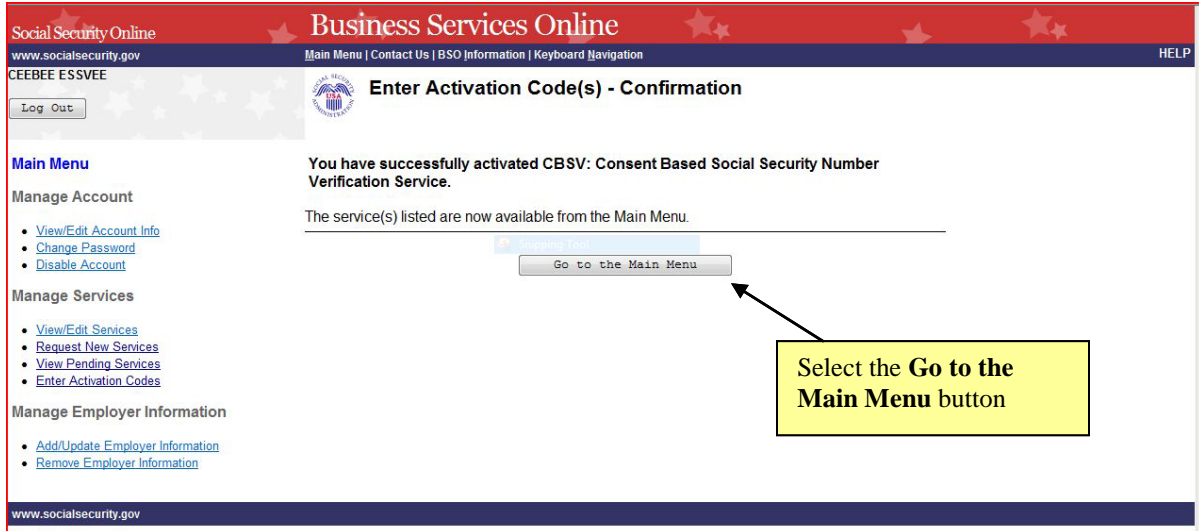 Social Security Online
Business Services Online
www.socialsecurity.gov
Main Menu | Contact Us | BSO Information | Keyboard Navigation
HELP
CEEBEE ESSVEE
Log Out
SOCIAL SECURITY
USA
ADMINISTRATION
Enter Activation Code(s) - Confirmation
Main Menu
Manage Account
View/Edit Account Info
Change Password
Disable Account
Manage Services
View/Edit Services
Request New Services
View Pending Services
Enter Activation Codes
Manage Employer Information
Add/Update Employer Information
Remove Employer Information
You have successfully activated CBSV: Consent Based Social Security Number
Verification Service.
The service(s) listed are now available from the Main Menu.
Snipping Tool
Go to the Main Menu
Select the Go to the
Main Menu button
www.socialsecurity.gov